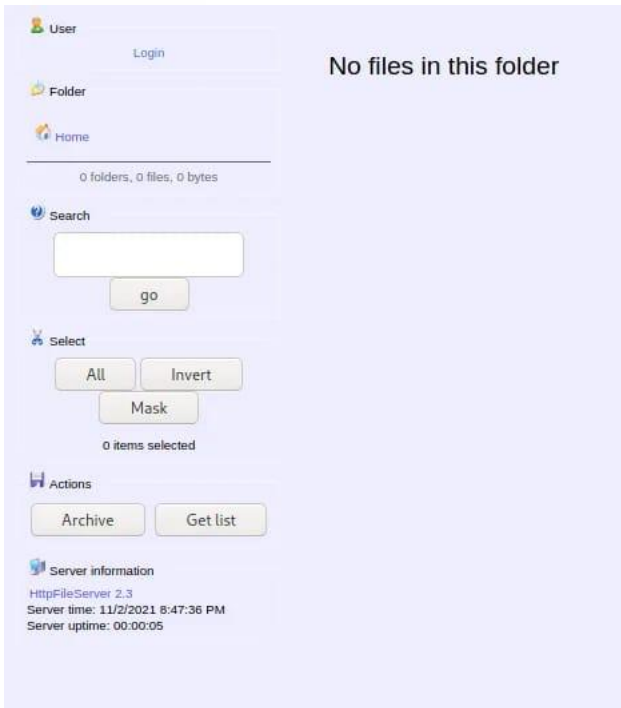 User
Login
No files in this folder
Folder
Home
0 folders, 0 files, 0 bytes
Search
go
Select
All Invert
Mask
0 items selected
Actions
Archive Get list
Server information
HttpFileServer 2.3
Server time: 11/2/2021 8:47:36 PM
Server uptime: 00:00:05